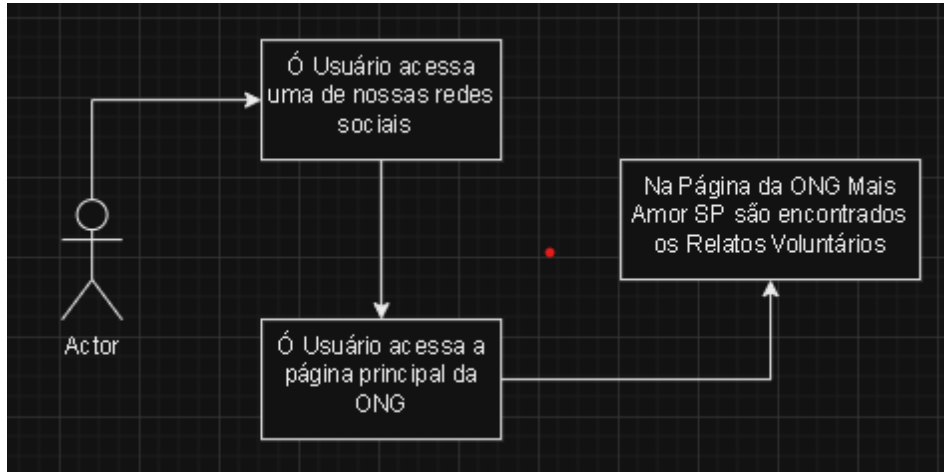 Ó Usuário acessa
uma de nossas redes
sociais
Na Página da ONG Mais
Amor SP são encontrados
os Relatos Voluntários
Actor
Ó Usuário acessa a
página principal da
ONG